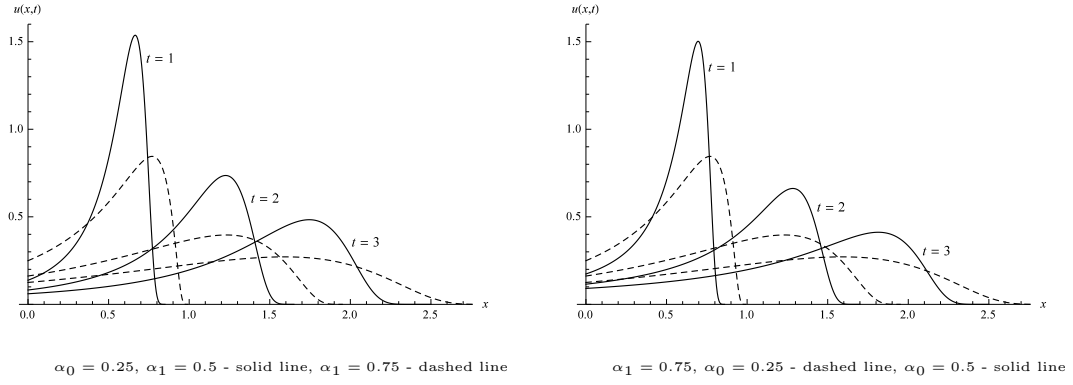 u(x,t)
1.5
t = 1
1.0
0.5
t = 2
t = 3
0.0 0.5 1.0 1.5 2.0 2.5 x
α₀ = 0.25, α₁ = 0.5 - solid line, α₁ = 0.75 - dashed line
u(x,t)
1.5
t = 1
1.0
0.5
t = 2
t = 3
0.0 0.5 1.0 1.5 2.0 2.5 x
α₁ = 0.75, α₀ = 0.25 - dashed line, α₀ = 0.5 - solid line